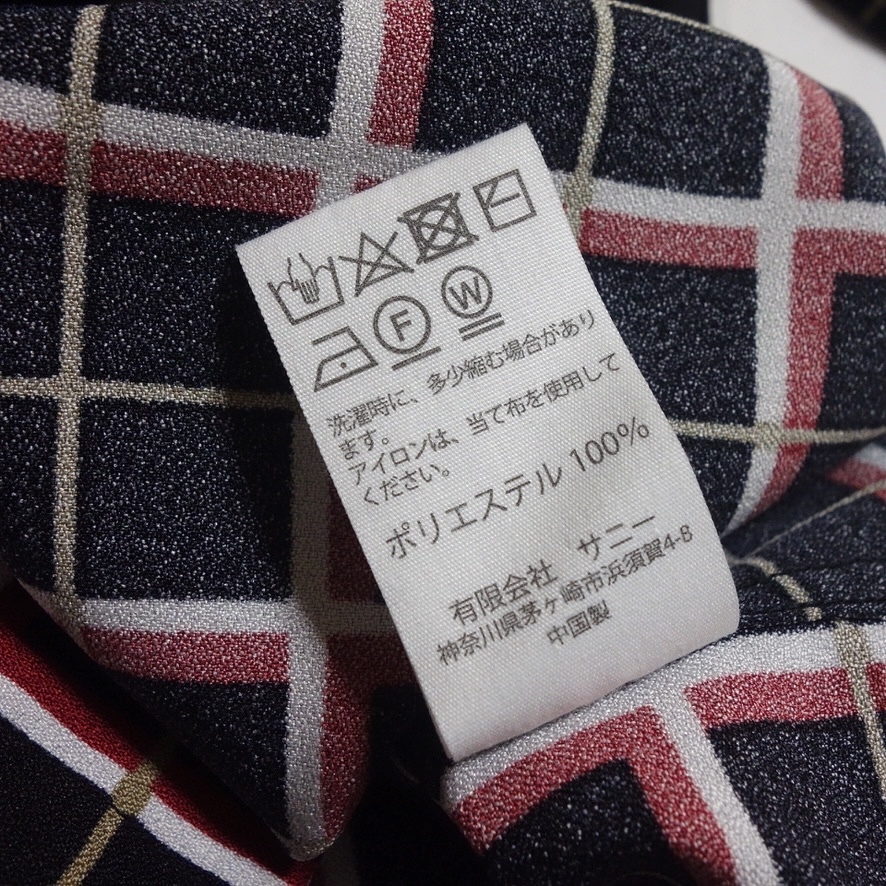 F W
洗濯時に、多少縮む場合があり
ます。
アイロンは、当て布を使用して
ください。
ポリエステル 100%
有限会社 サニー
神奈川県茅ヶ崎市浜須賀4-8
中国製